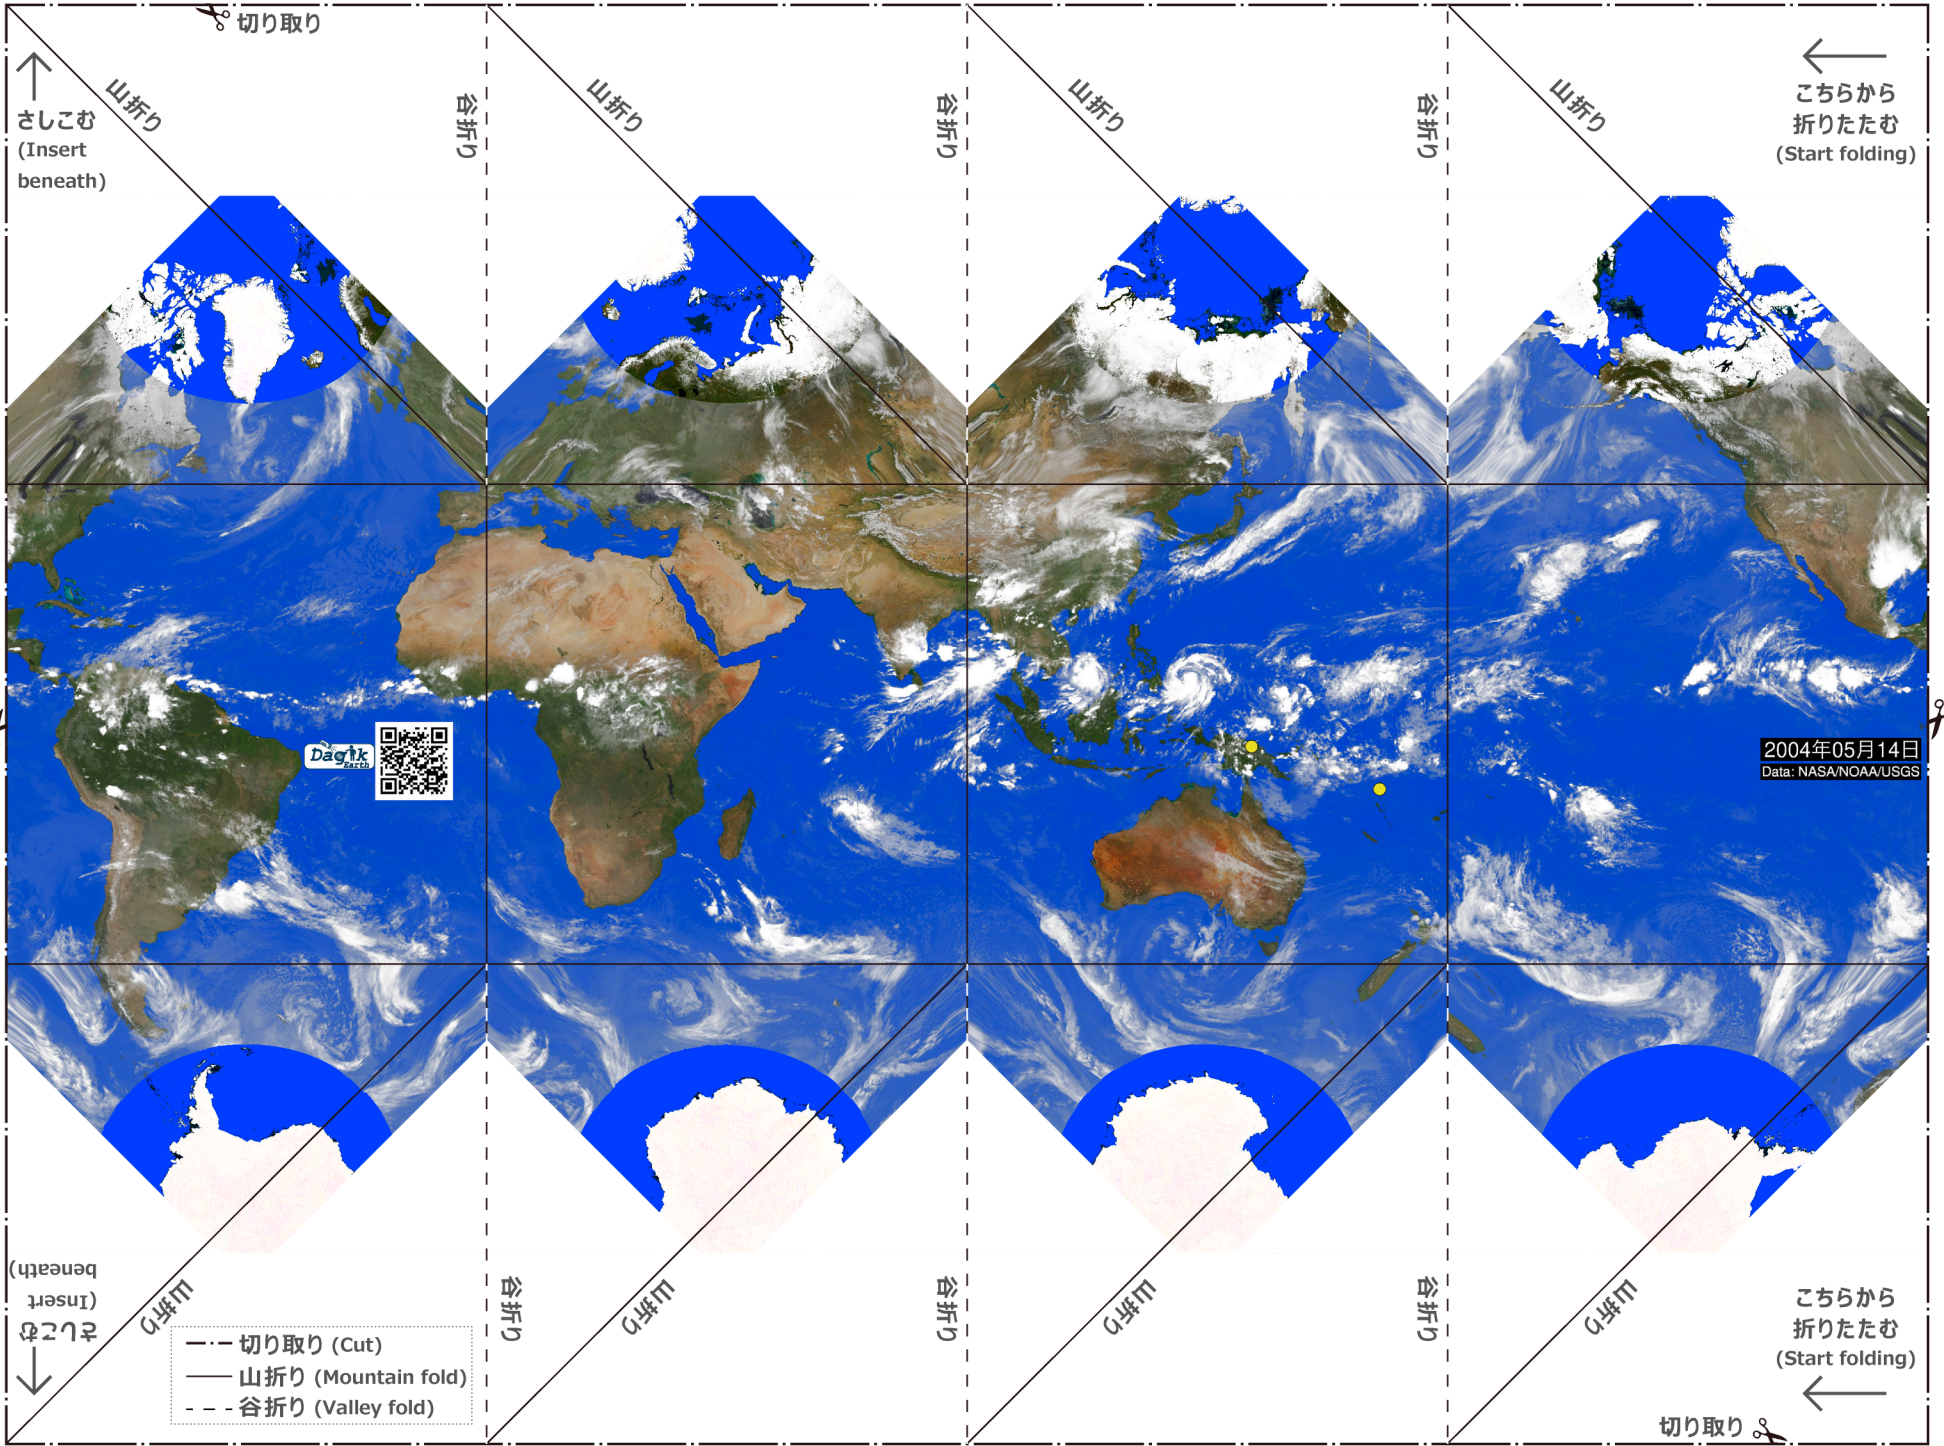 切り取り
山折り
谷折り
山折り
谷折り
山折り
谷折り
山折り
さしこむ
(Insert
beneath)
こちらから
折りたたむ
(Start folding)
Dagik
Earth
2004年05月14日
Data: NASA/NOAA/USGS
さしこむ
(Insert
beneath)
山折り
谷折り
山折り
谷折り
山折り
谷折り
山折り
こちらから
折りたたむ
(Start folding)
切り取り (Cut)
山折り (Mountain fold)
谷折り (Valley fold)
切り取り